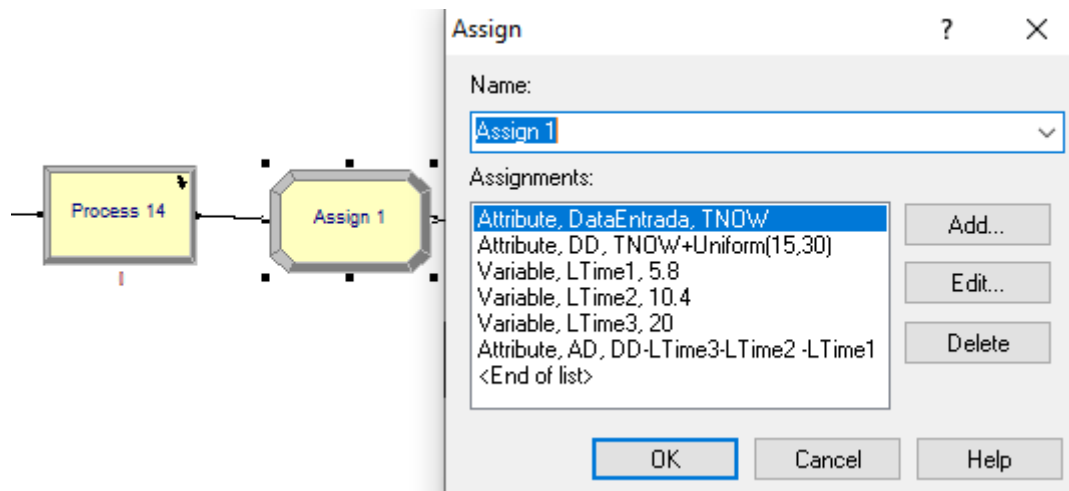 Assign
?
Name:
Assign 1
Assignments:
Attribute, DataEntrada, TNOW
Attribute, DD, TNOW+Uniform(15,30)
Variable, LTime1, 5.8
Variable, LTime2, 10.4
Variable, LTime3, 20
Attribute, AD, DD-LTime3-LTime2 -LTime1
<End of list>
Add...
Edit...
Delete
OK
Cancel
Help
Process 14
Assign 1